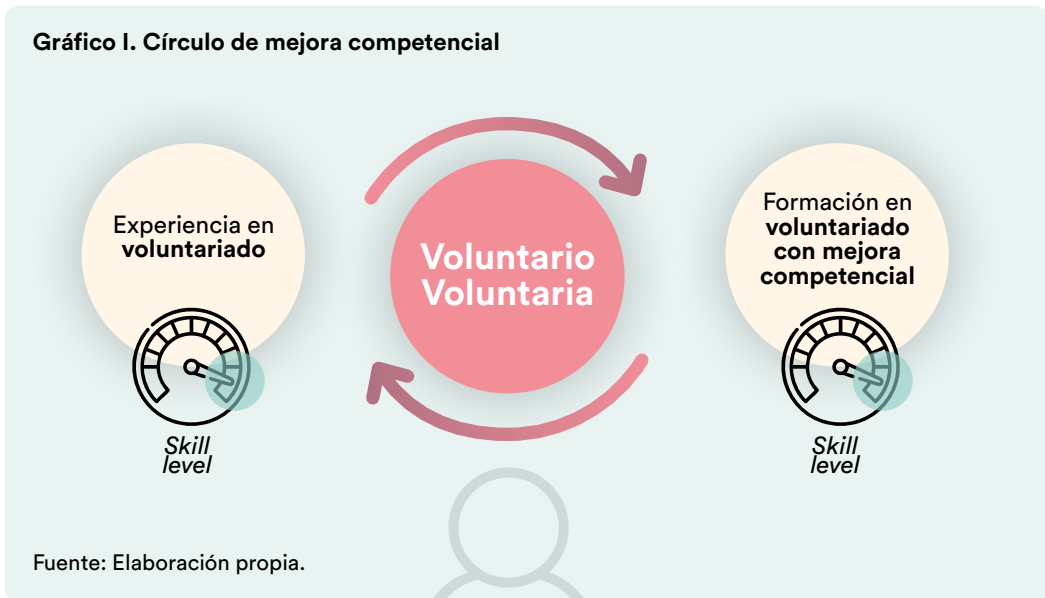 Gráfico I. Círculo de mejora competencial
Experiencia en
voluntariado
Skill
level
Voluntario
Voluntaria
Formación en
voluntariado
con mejora
competencial
Skill
level
Fuente: Elaboración propia.